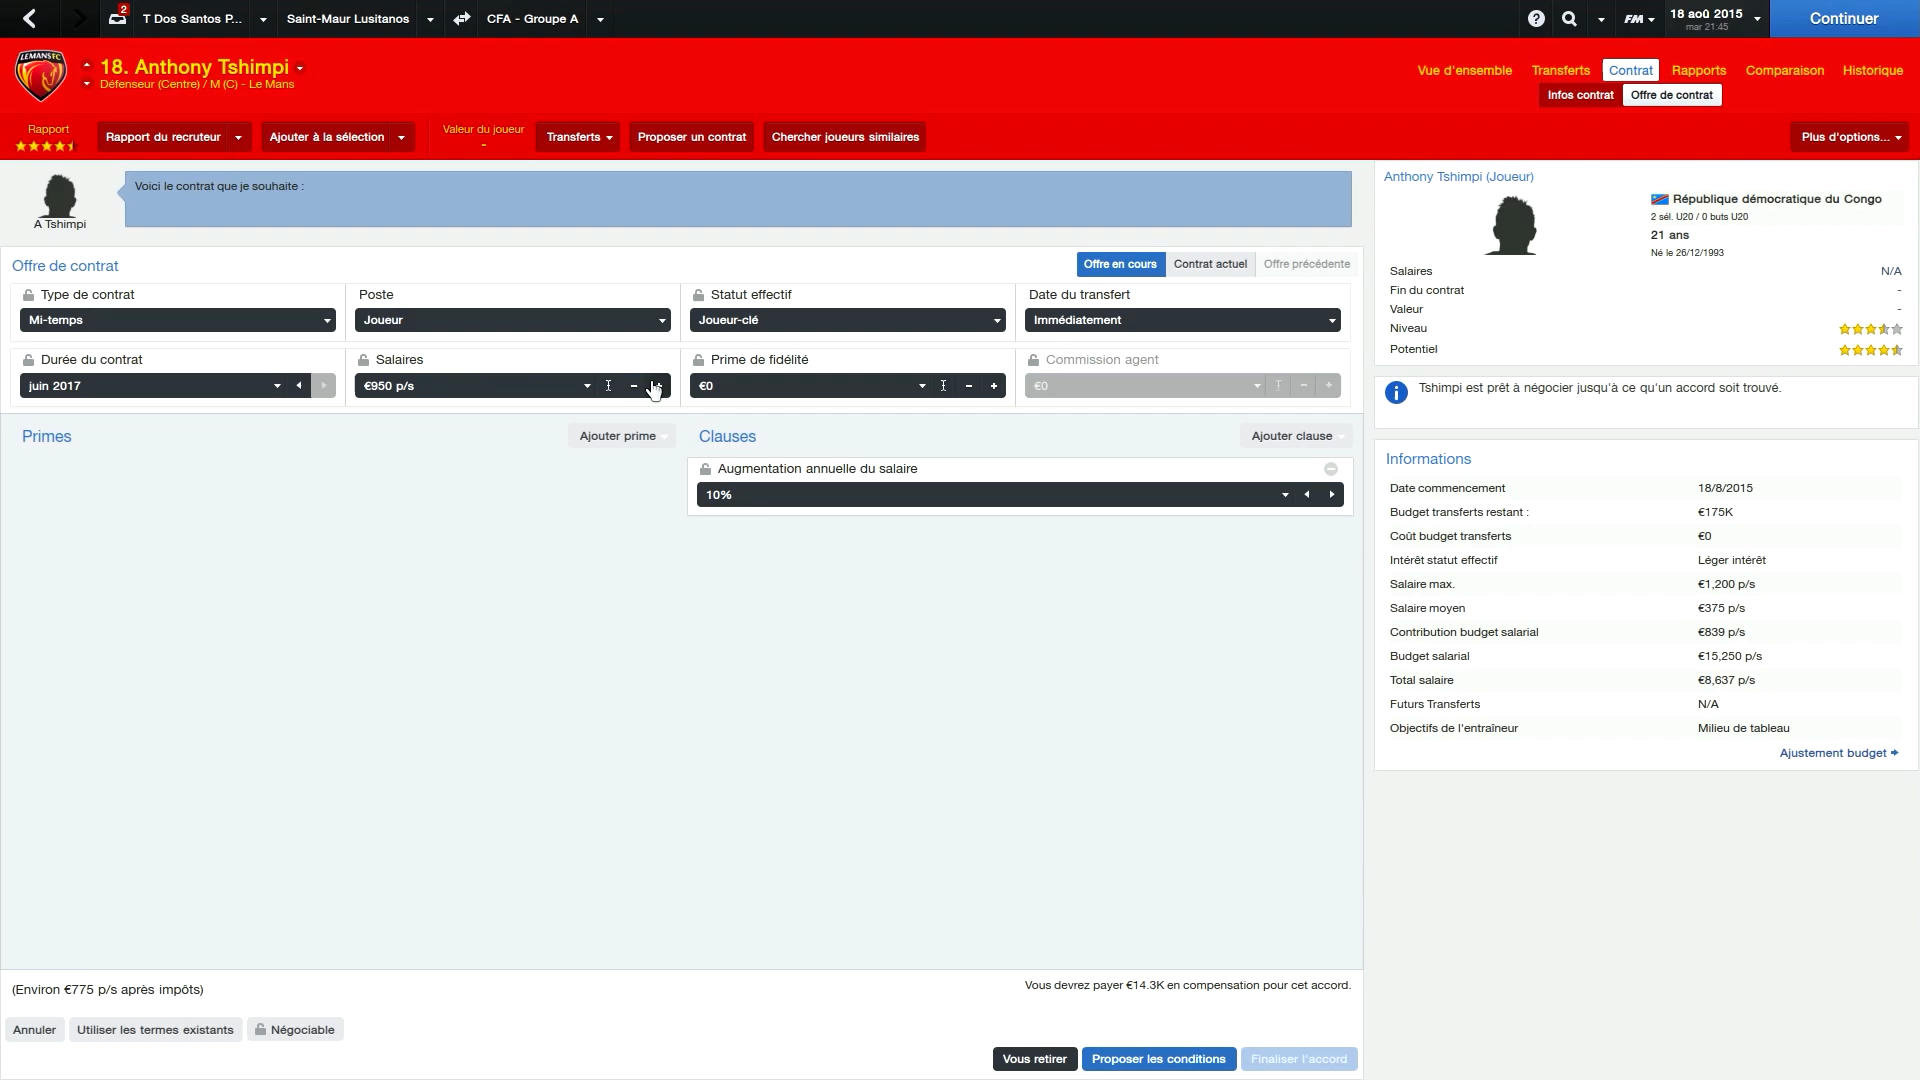 2
T Dos Santos P...
Saint-Maur Lusitanos
CFA - Groupe A
?
FM
18 aoû 2015
mar 21:45
Continuer
LEMANS FC
18. Anthony Tshimpi
Défenseur (Centre) / M (C) - Le Mans
Vue d'ensemble
Transferts
Contrat
Rapports
Comparaison
Historique
Infos contrat
Offre de contrat
Rapport
Rapport du recruteur
Ajouter à la sélection
Valeur du joueur
-
Transferts
Proposer un contrat
Chercher joueurs similaires
Plus d'options...
A Tshimpi
Voici le contrat que je souhaite :
Offre de contrat
Offre en cours
Contrat actuel
Offre précédente
Type de contrat
Poste
Statut effectif
Date du transfert
Mi-temps
Joueur
Joueur-clé
Immédiatement
Durée du contrat
Salaires
Prime de fidélité
Commission agent
juin 2017
€950 p/s
€0
€0
Primes
Ajouter prime
Clauses
Ajouter clause
Augmentation annuelle du salaire
10%
(Environ €775 p/s après impôts)
Vous devrez payer €14.3K en compensation pour cet accord.
Annuler
Utiliser les termes existants
Négociable
Vous retirer
Proposer les conditions
Finaliser l'accord
Anthony Tshimpi (Joueur)
République démocratique du Congo
2 sél. U20 / 0 buts U20
21 ans
Né le 26/12/1993
Salaires N/A
Fin du contrat -
Valeur -
Niveau
Potentiel
i
Tshimpi est prêt à négocier jusqu'à ce qu'un accord soit trouvé.
Informations
Date commencement 18/8/2015
Budget transferts restant : €175K
Coût budget transferts €0
Intérêt statut effectif Léger intérêt
Salaire max. €1,200 p/s
Salaire moyen €375 p/s
Contribution budget salarial €839 p/s
Budget salarial €15,250 p/s
Total salaire €8,637 p/s
Futurs Transferts N/A
Objectifs de l'entraîneur Milieu de tableau
Ajustement budget